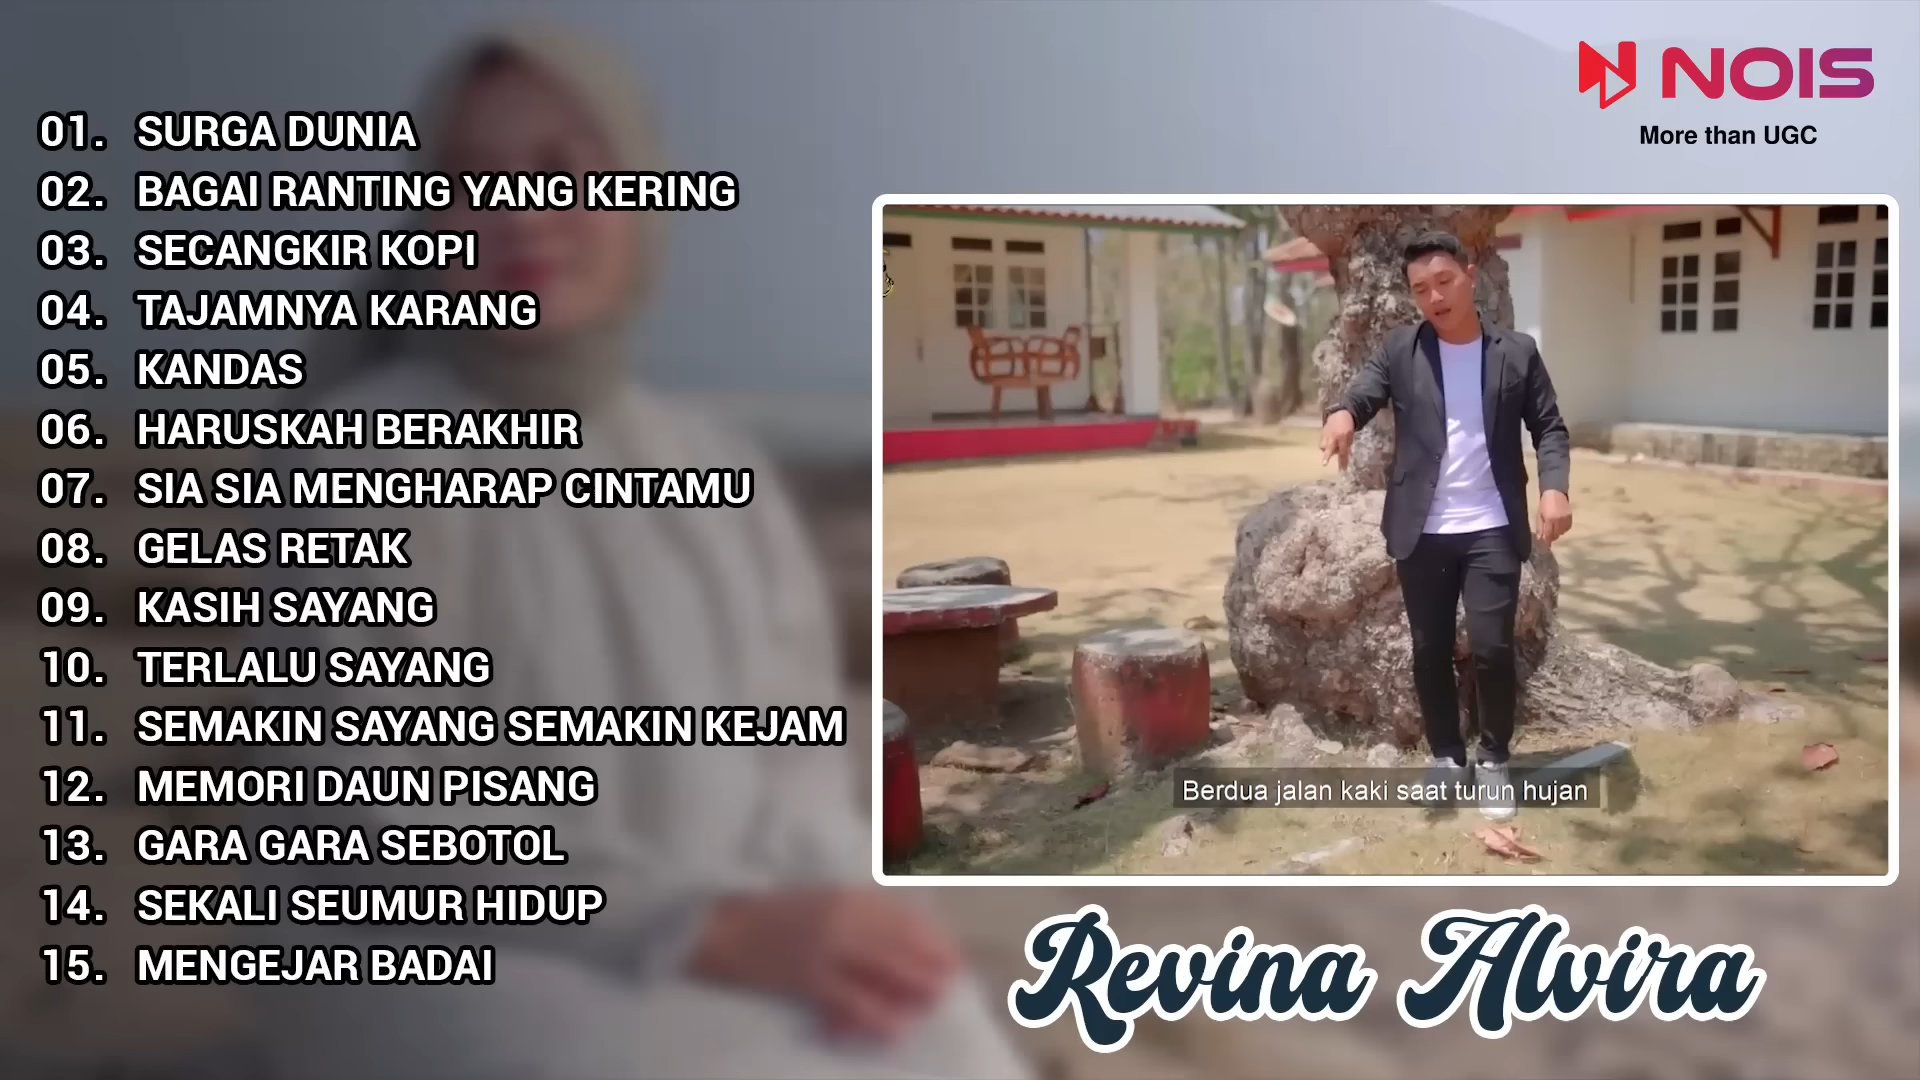 NOIS
More than UGC
01. SURGA DUNIA
02. BAGAI RANTING YANG KERING
03. SECANGKIR KOPI
04. TAJAMNYA KARANG
05. KANDAS
06. HARUSKAH BERAKHIR
07. SIA SIA MENGHARAP CINTAMU
08. GELAS RETAK
09. KASIH SAYANG
10. TERLALU SAYANG
11. SEMAKIN SAYANG SEMAKIN KEJAM
12. MEMORI DAUN PISANG
13. GARA GARA SEBOTOL
14. SEKALI SEUMUR HIDUP
15. MENGEJAR BADAI
Berdua jalan kaki saat turun hujan
Revina Alvira